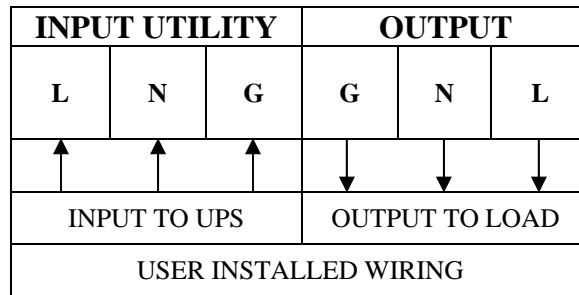 INPUT UTILITY OUTPUT
L N G G N L
INPUT TO UPS OUTPUT TO LOAD
USER INSTALLED WIRING